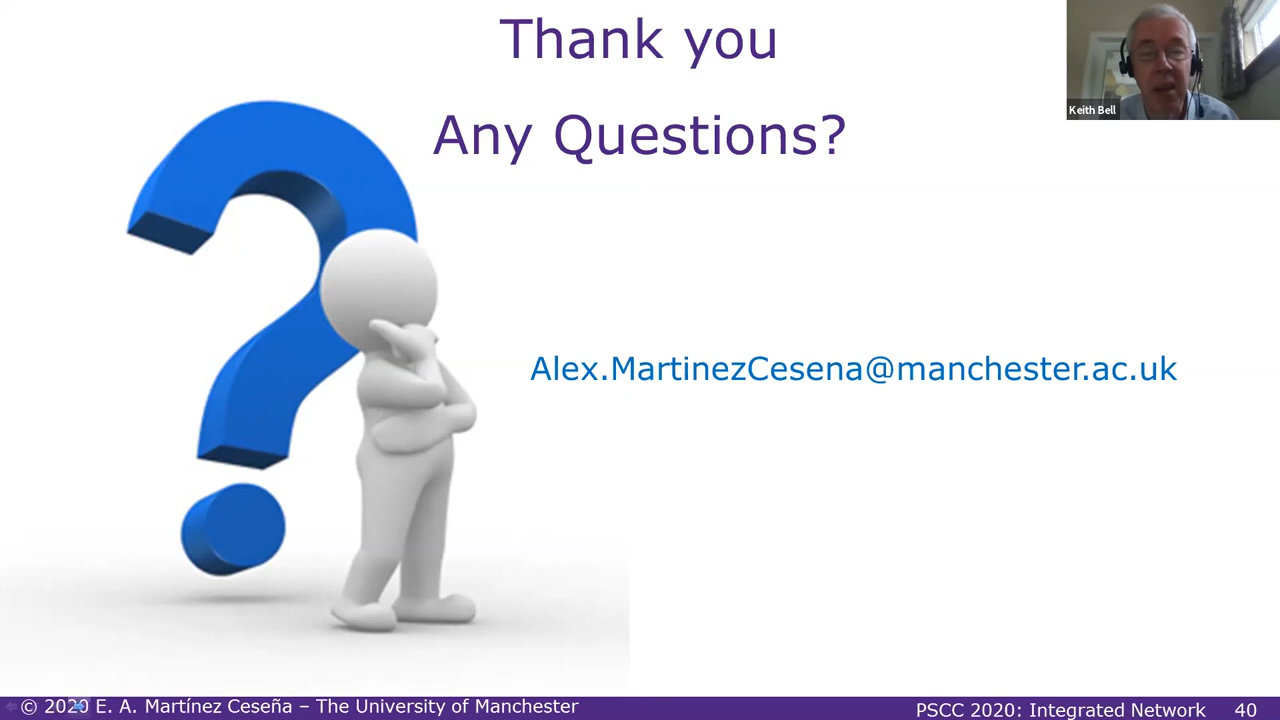 Thank you
Any Questions?
Keith Bell
Alex.MartinezCesena@manchester.ac.uk
© 2020 E. A. Martínez Ceseña – The University of Manchester
PSCC 2020: Integrated Network 40